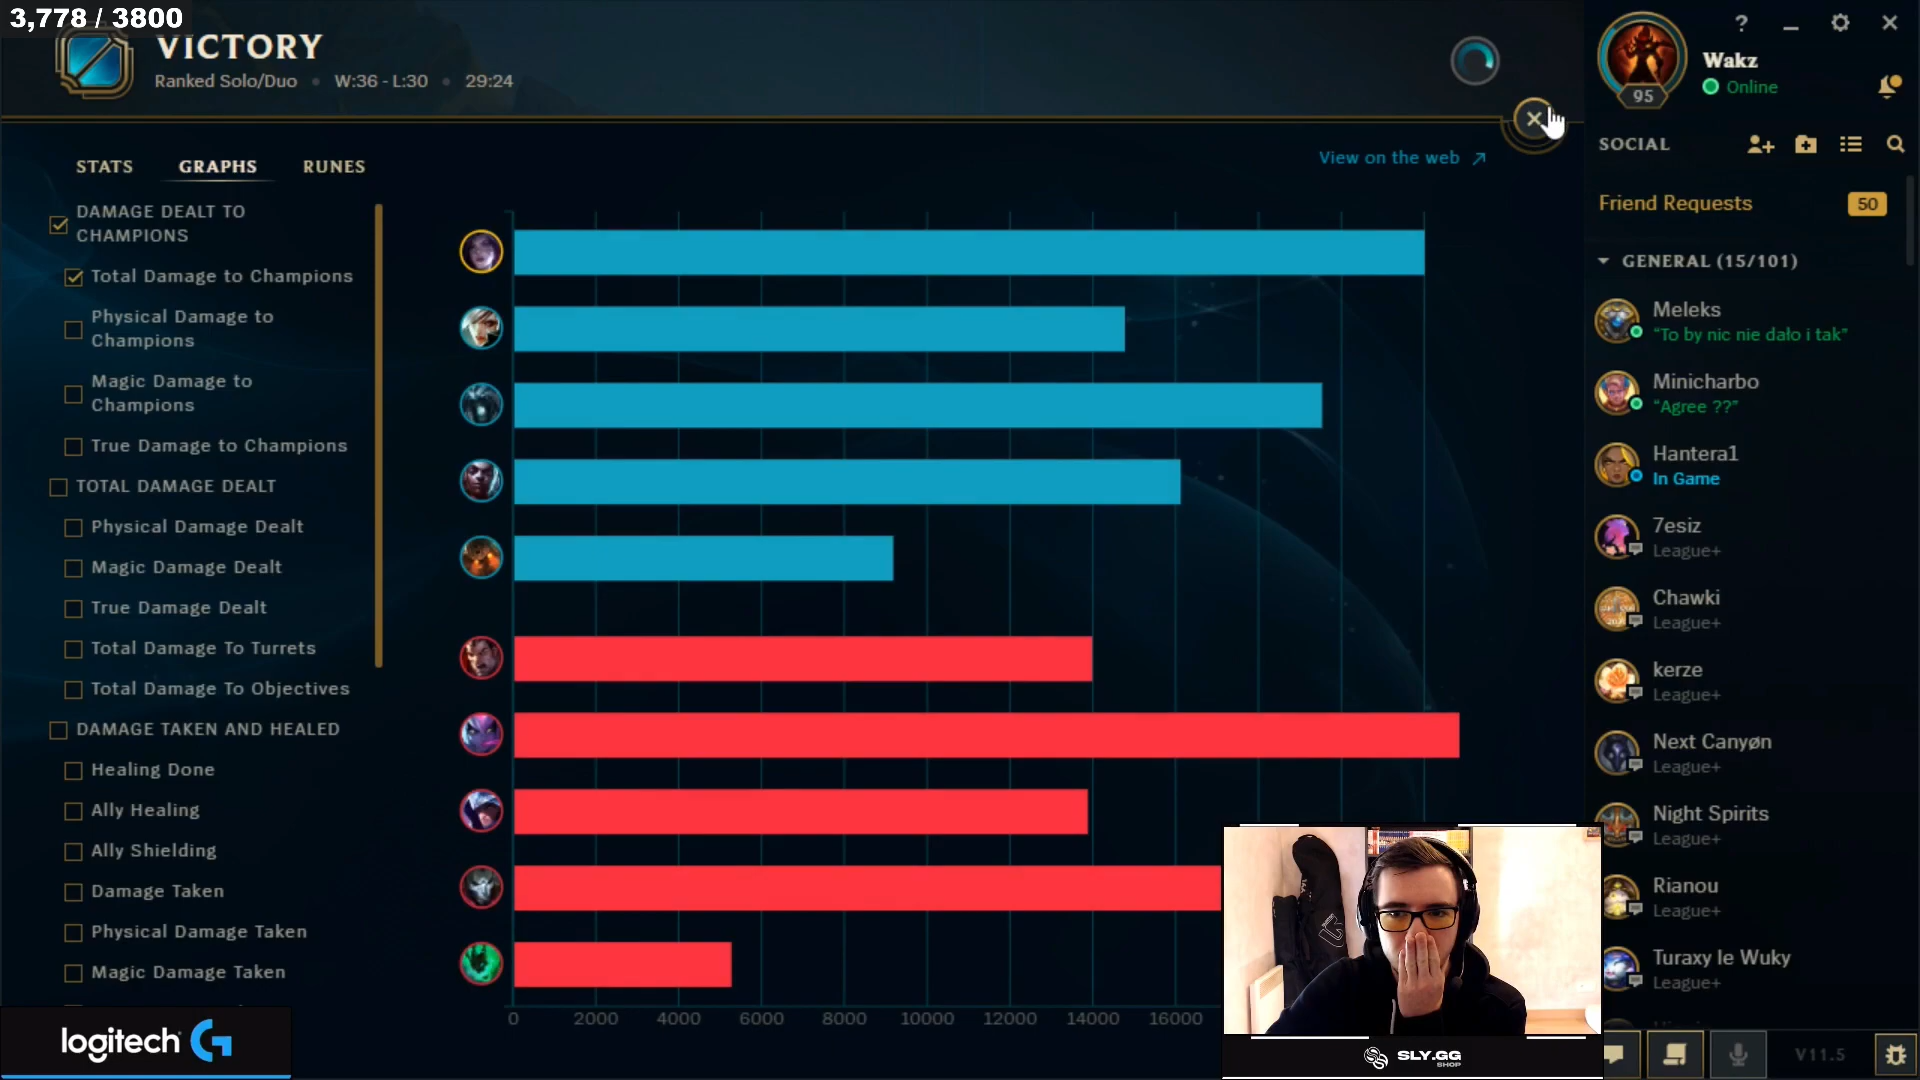 3,778 / 3800
VICTORY
Ranked Solo/Duo • W:36 - L:30 • 29:24
STATS GRAPHS RUNES
View on the web
DAMAGE DEALT TO
CHAMPIONS
Total Damage to Champions
Physical Damage to
Champions
Magic Damage to
Champions
True Damage to Champions
TOTAL DAMAGE DEALT
Physical Damage Dealt
Magic Damage Dealt
True Damage Dealt
Total Damage To Turrets
Total Damage To Objectives
DAMAGE TAKEN AND HEALED
Healing Done
Ally Healing
Ally Shielding
Damage Taken
Physical Damage Taken
Magic Damage Taken
0 2000 4000 6000 8000 10000 12000 14000 16000
logitech G
SLY.GG
SHOP
?
Wakz
95
Online
SOCIAL
Friend Requests 50
GENERAL (15/101)
Meleks
“To by nic nie dało i tak”
Minicharbo
“Agree ??”
Hantera1
In Game
7esiz
League+
Chawki
League+
kerze
League+
Next Canyøn
League+
Night Spirits
League+
Rianou
League+
Turaxy le Wuky
League+
V11.5